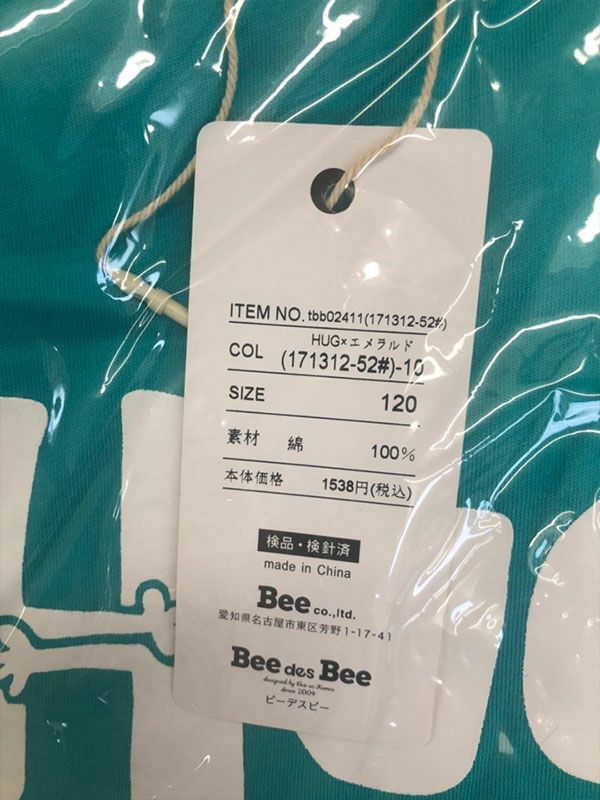 ITEM NO. tbb02411(171312-52#)
HUG×エメラルド
COL (171312-52#)-10
SIZE 120
素材 綿 100%
本体価格 1538円(税込)
検品・検針済
made in China
Bee co.,ltd.
愛知県名古屋市東区芳野1-17-41
Bee des Bee
designed by Bee at Home
since 2004
ビーデスビー